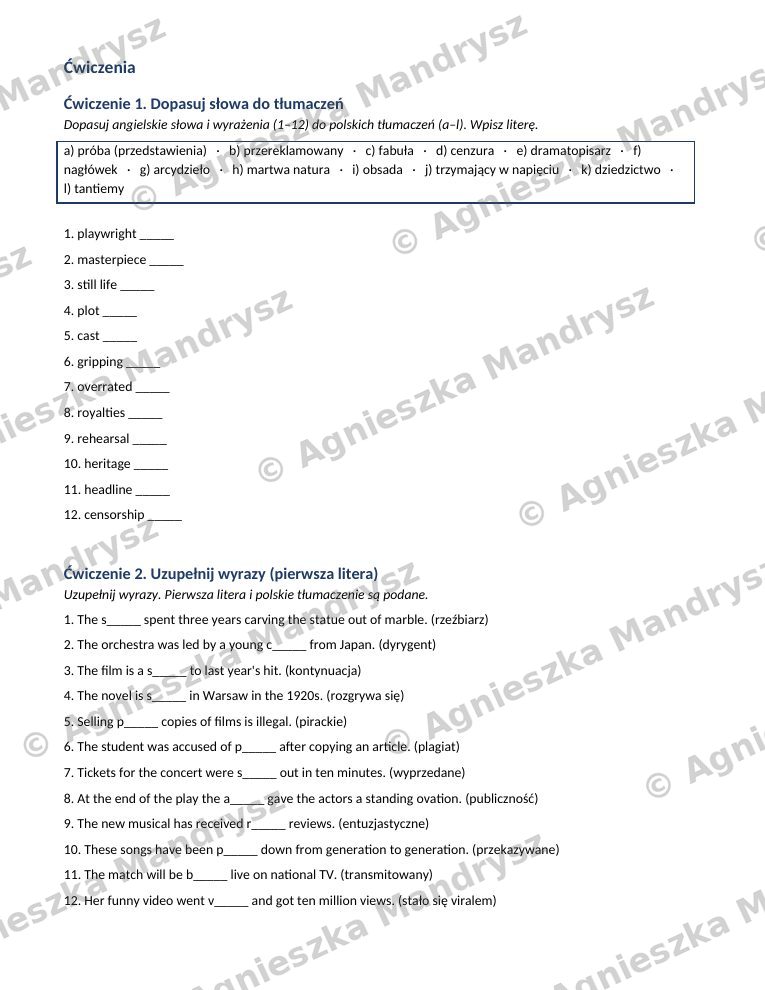 Ćwiczenia
Ćwiczenie 1. Dopasuj słowa do tłumaczeń
Dopasuj angielskie słowa i wyrażenia (1–12) do polskich tłumaczeń (a–l). Wpisz literę.
a) próba (przedstawienia) · b) przereklamowany · c) fabuła · d) cenzura · e) dramatopisarz · f)
nagłówek · g) arcydzieło · h) martwa natura · i) obsada · j) trzymający w napięciu · k) dziedzictwo ·
l) tantiemy
1. playwright _____
2. masterpiece _____
3. still life _____
4. plot _____
5. cast _____
6. gripping _____
7. overrated _____
8. royalties _____
9. rehearsal _____
10. heritage _____
11. headline _____
12. censorship _____
Ćwiczenie 2. Uzupełnij wyrazy (pierwsza litera)
Uzupełnij wyrazy. Pierwsza litera i polskie tłumaczenie są podane.
1. The s_____ spent three years carving the statue out of marble. (rzeźbiarz)
2. The orchestra was led by a young c_____ from Japan. (dyrygent)
3. The film is a s_____ to last year's hit. (kontynuacja)
4. The novel is s_____ in Warsaw in the 1920s. (rozgrywa się)
5. Selling p_____ copies of films is illegal. (pirackie)
6. The student was accused of p_____ after copying an article. (plagiat)
7. Tickets for the concert were s_____ out in ten minutes. (wyprzedane)
8. At the end of the play the a_____ gave the actors a standing ovation. (publiczność)
9. The new musical has received r_____ reviews. (entuzjastyczne)
10. These songs have been p_____ down from generation to generation. (przekazywane)
11. The match will be b_____ live on national TV. (transmitowany)
12. Her funny video went v_____ and got ten million views. (stało się viralem)
© Agnieszka Mandrysz